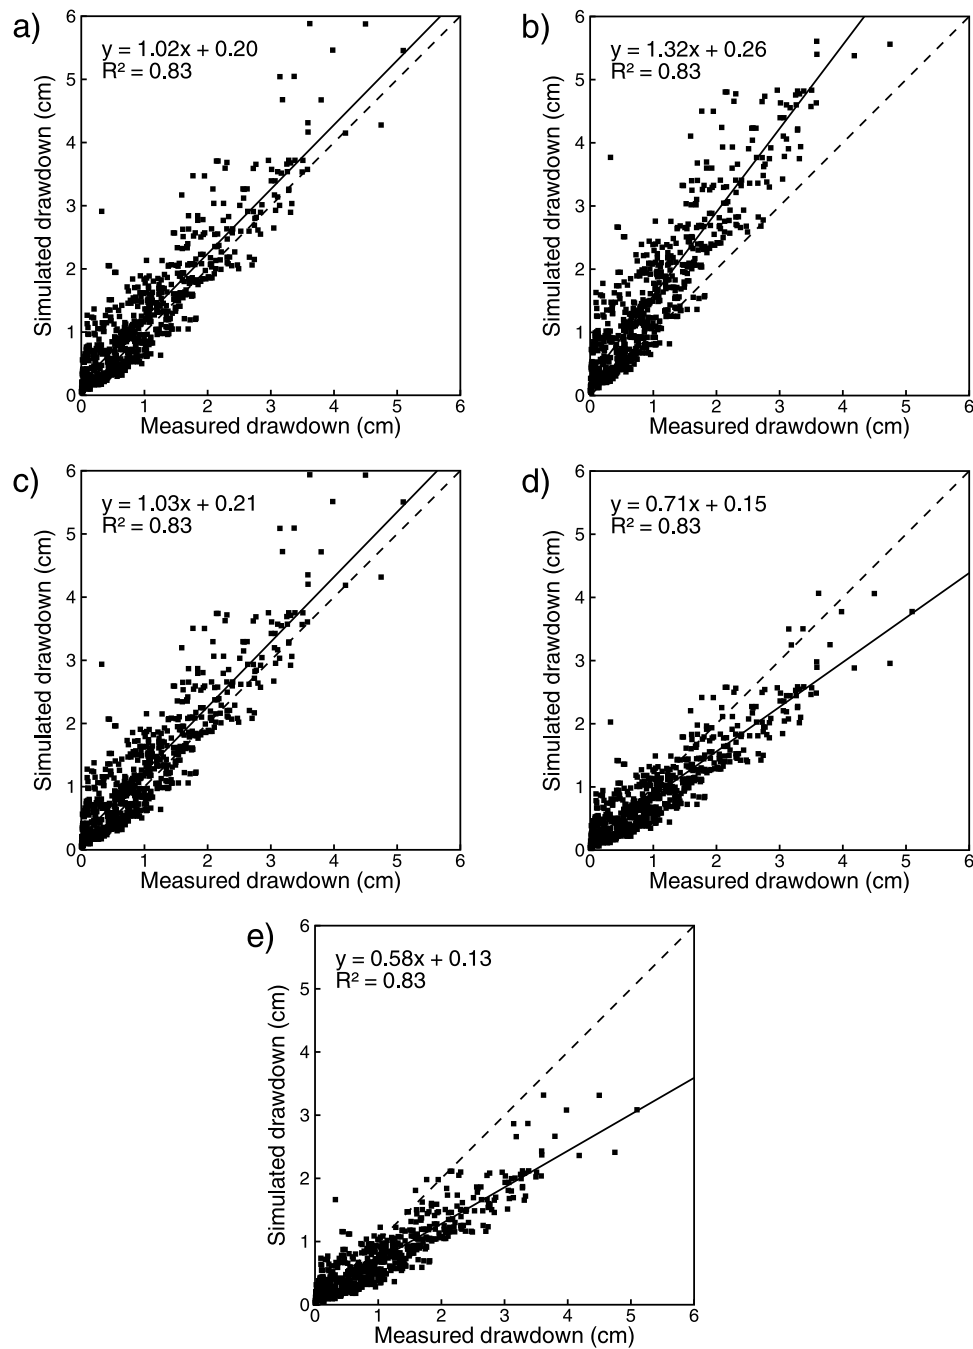 a)
y = 1.02x + 0.20
R² = 0.83
Simulated drawdown (cm)
6
5
4
3
2
1
0
0 1 2 3 4 5 6
Measured drawdown (cm)
b)
y = 1.32x + 0.26
R² = 0.83
Simulated drawdown (cm)
6
5
4
3
2
1
0
0 1 2 3 4 5 6
Measured drawdown (cm)
c)
y = 1.03x + 0.21
R² = 0.83
Simulated drawdown (cm)
6
5
4
3
2
1
0
0 1 2 3 4 5 6
Measured drawdown (cm)
d)
y = 0.71x + 0.15
R² = 0.83
Simulated drawdown (cm)
6
5
4
3
2
1
0
0 1 2 3 4 5 6
Measured drawdown (cm)
e)
y = 0.58x + 0.13
R² = 0.83
Simulated drawdown (cm)
6
5
4
3
2
1
0
0 1 2 3 4 5 6
Measured drawdown (cm)